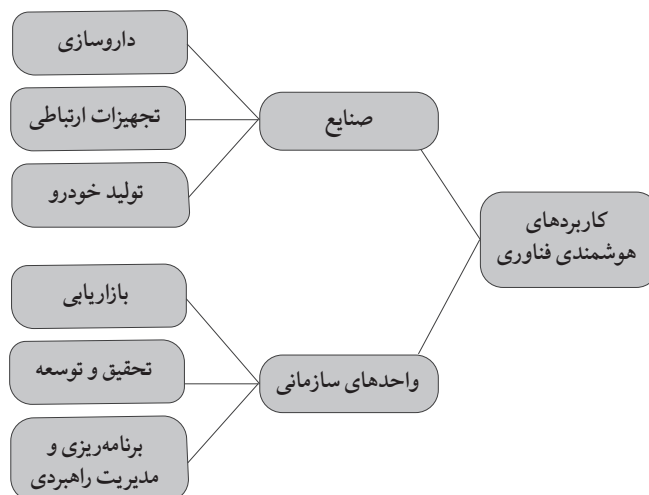 کاربردهای
هوشمندی فناوری
صنایع
داروسازی
تجهیزات ارتباطی
تولید خودرو
واحدهای سازمانی
بازاریابی
تحقیق و توسعه
برنامه‌ریزی و
مدیریت راهبردی